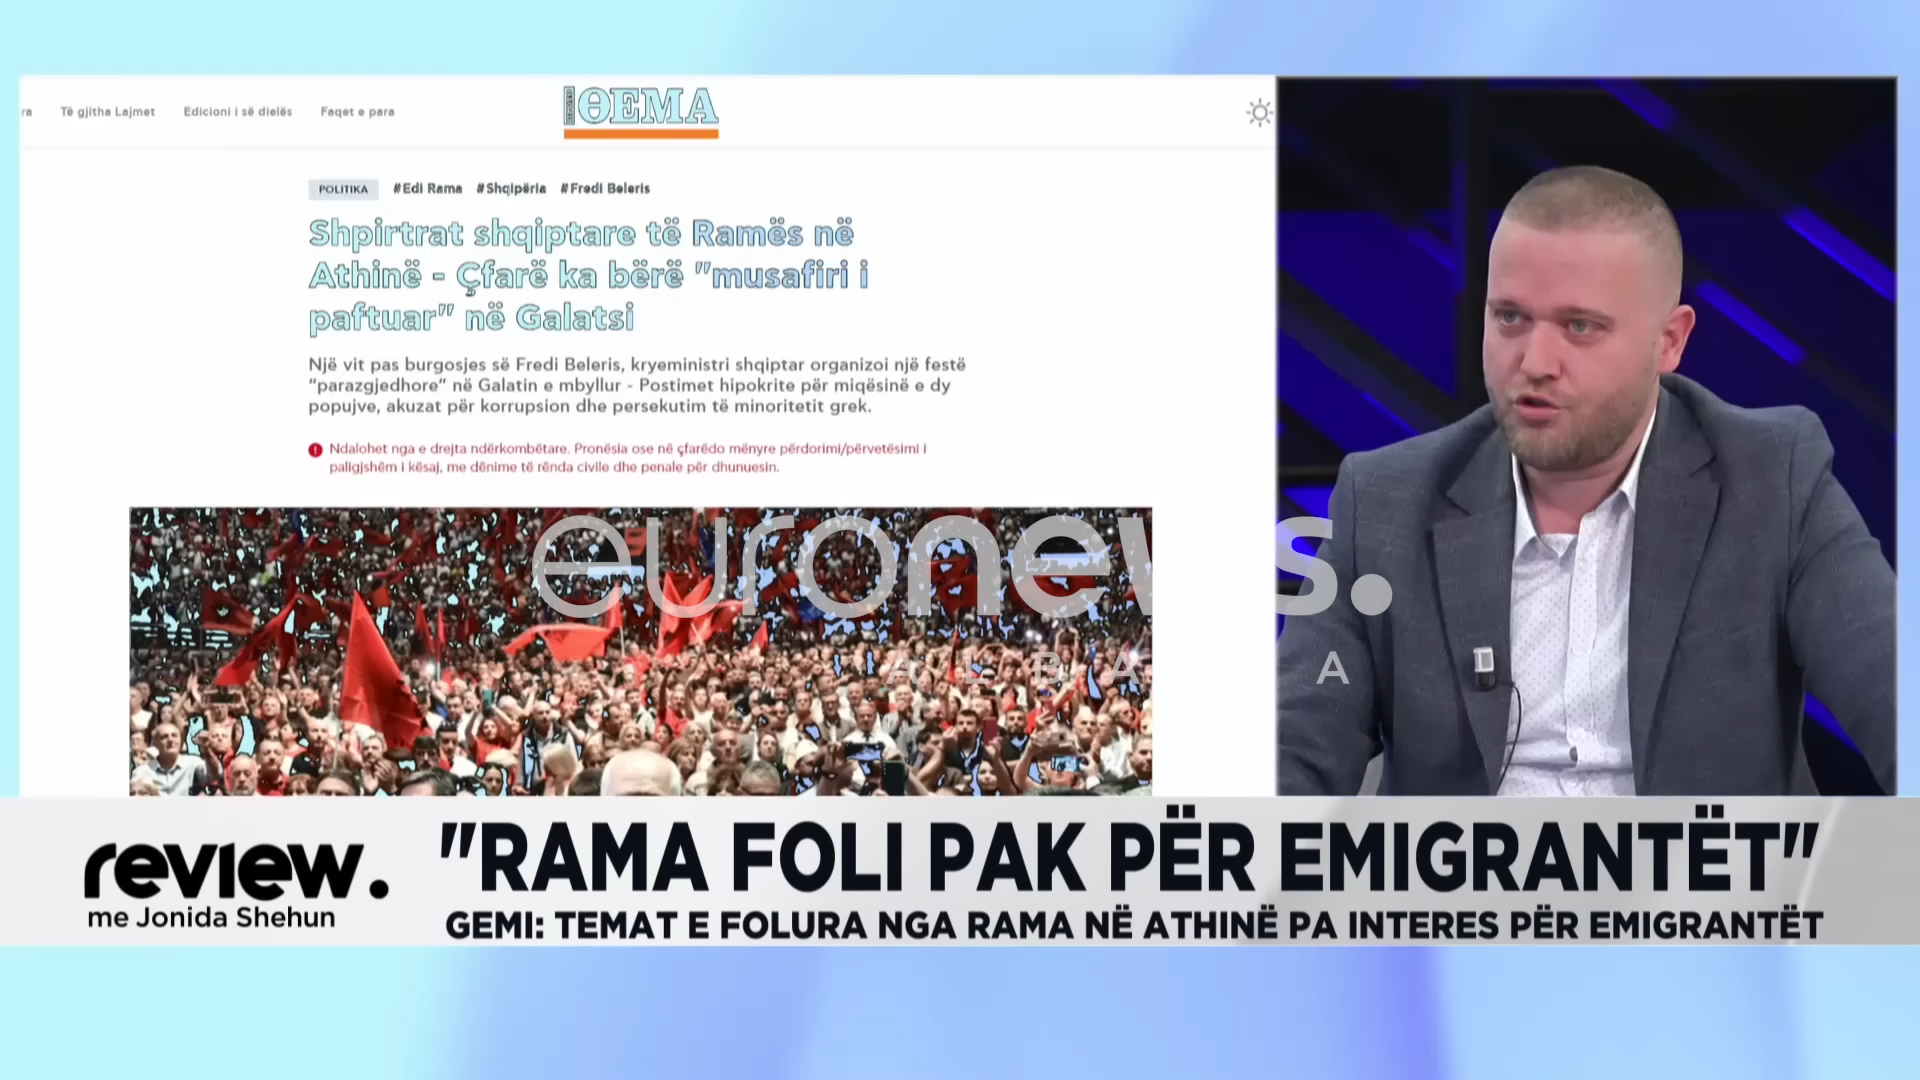 Të gjitha Lajmet
Edicioni i së dielës
Faqet e para
ΘΕΜΑ
POLITIKA #Edi Rama #Shqipëria #Fredi Beleris
Shpirtrat shqiptare të Ramës në
Athinë - Çfarë ka bërë "musafiri i
paftuar" në Galatsi
Një vit pas burgosjes së Fredi Beleris, kryeministri shqiptar organizoi një festë
“parazgjedhore” në Galatin e mbyllur - Postimet hipokrite për miqësinë e dy
popujve, akuzat për korrupsion dhe persekutim të minoritetit grek.
Ndalohet nga e drejta ndërkombëtare. Pronësia ose në çfarëdo mënyre përdorimi/përvetësimi i
paligjshëm i kësaj, me dënime të rënda civile dhe penale për dhunuesin.
euronews.
review.
me Jonida Shehun
"RAMA FOLI PAK PËR EMIGRANTËT"
GEMI: TEMAT E FOLURA NGA RAMA NË ATHINË PA INTERES PËR EMIGRANTËT